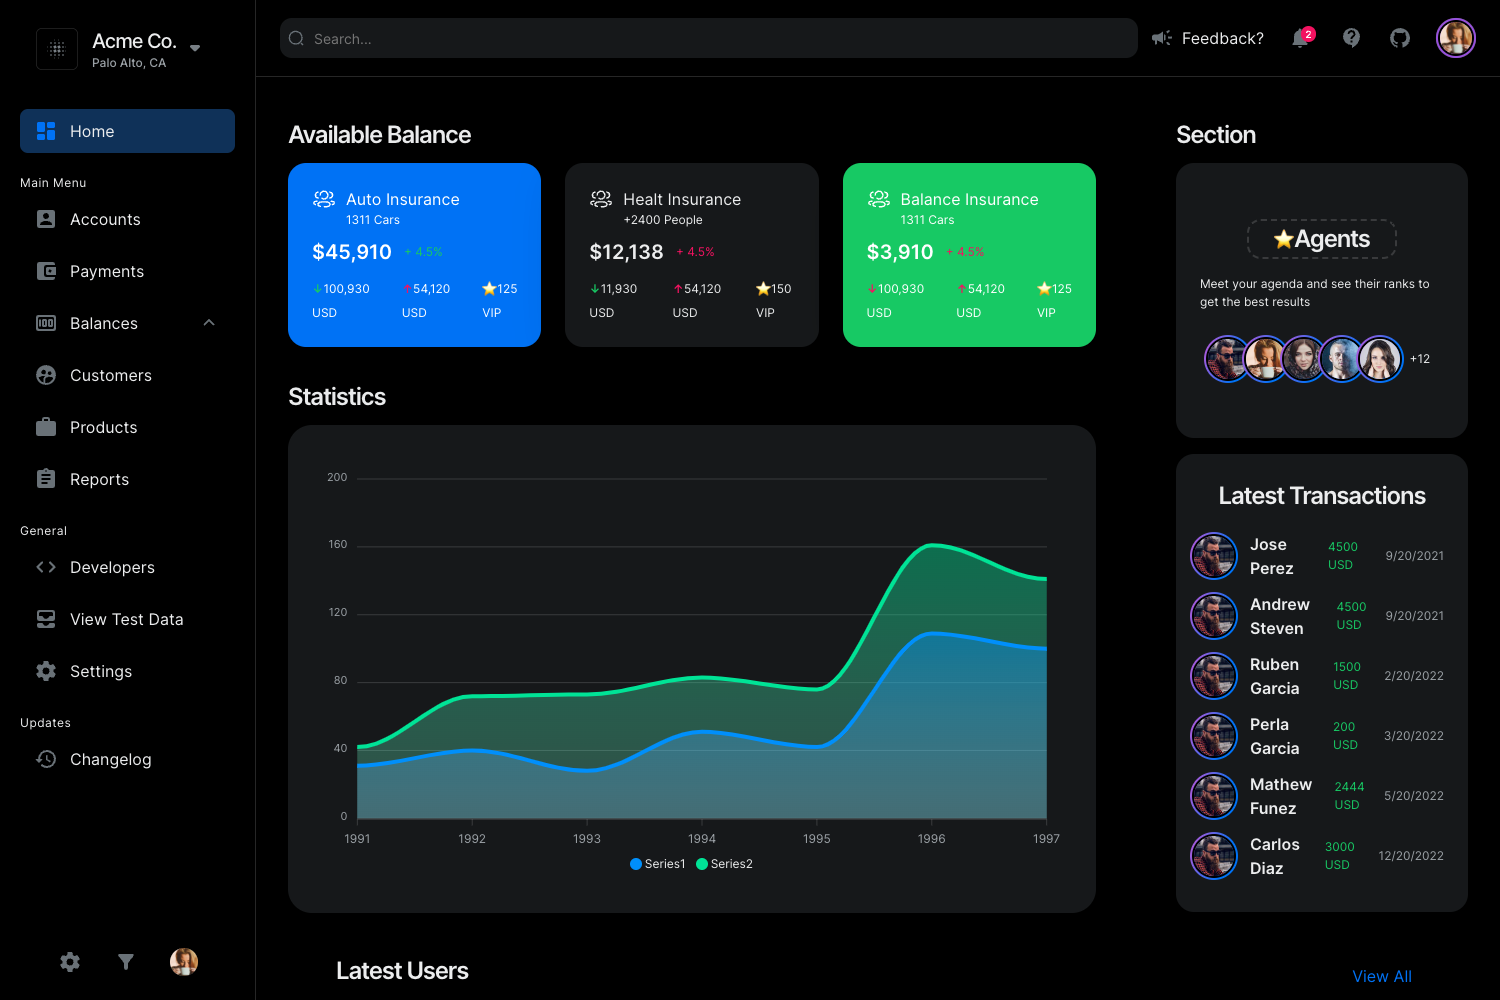 Acme Co.
Palo Alto, CA
Home
Main Menu
Accounts
Payments
Balances
Customers
Products
Reports
General
Developers
View Test Data
Settings
Updates
Changelog
Search...
Feedback?
2
Available Balance
Auto Insurance
1311 Cars
$45,910 + 4.5%
↓100,930 ↑54,120 ⭐125
USD USD VIP
Healt Insurance
+2400 People
$12,138 + 4.5%
↓11,930 ↑54,120 ⭐150
USD USD VIP
Balance Insurance
1311 Cars
$3,910 + 4.5%
↓100,930 ↑54,120 ⭐125
USD USD VIP
Statistics
200
160
120
80
40
0
1991 1992 1993 1994 1995 1996 1997
Series1 Series2
Section
⭐Agents
Meet your agenda and see their ranks to
get the best results
+12
Latest Transactions
Jose
Perez
4500
USD
9/20/2021
Andrew
Steven
4500
USD
9/20/2021
Ruben
Garcia
1500
USD
2/20/2022
Perla
Garcia
200
USD
3/20/2022
Mathew
Funez
2444
USD
5/20/2022
Carlos
Diaz
3000
USD
12/20/2022
Latest Users
View All